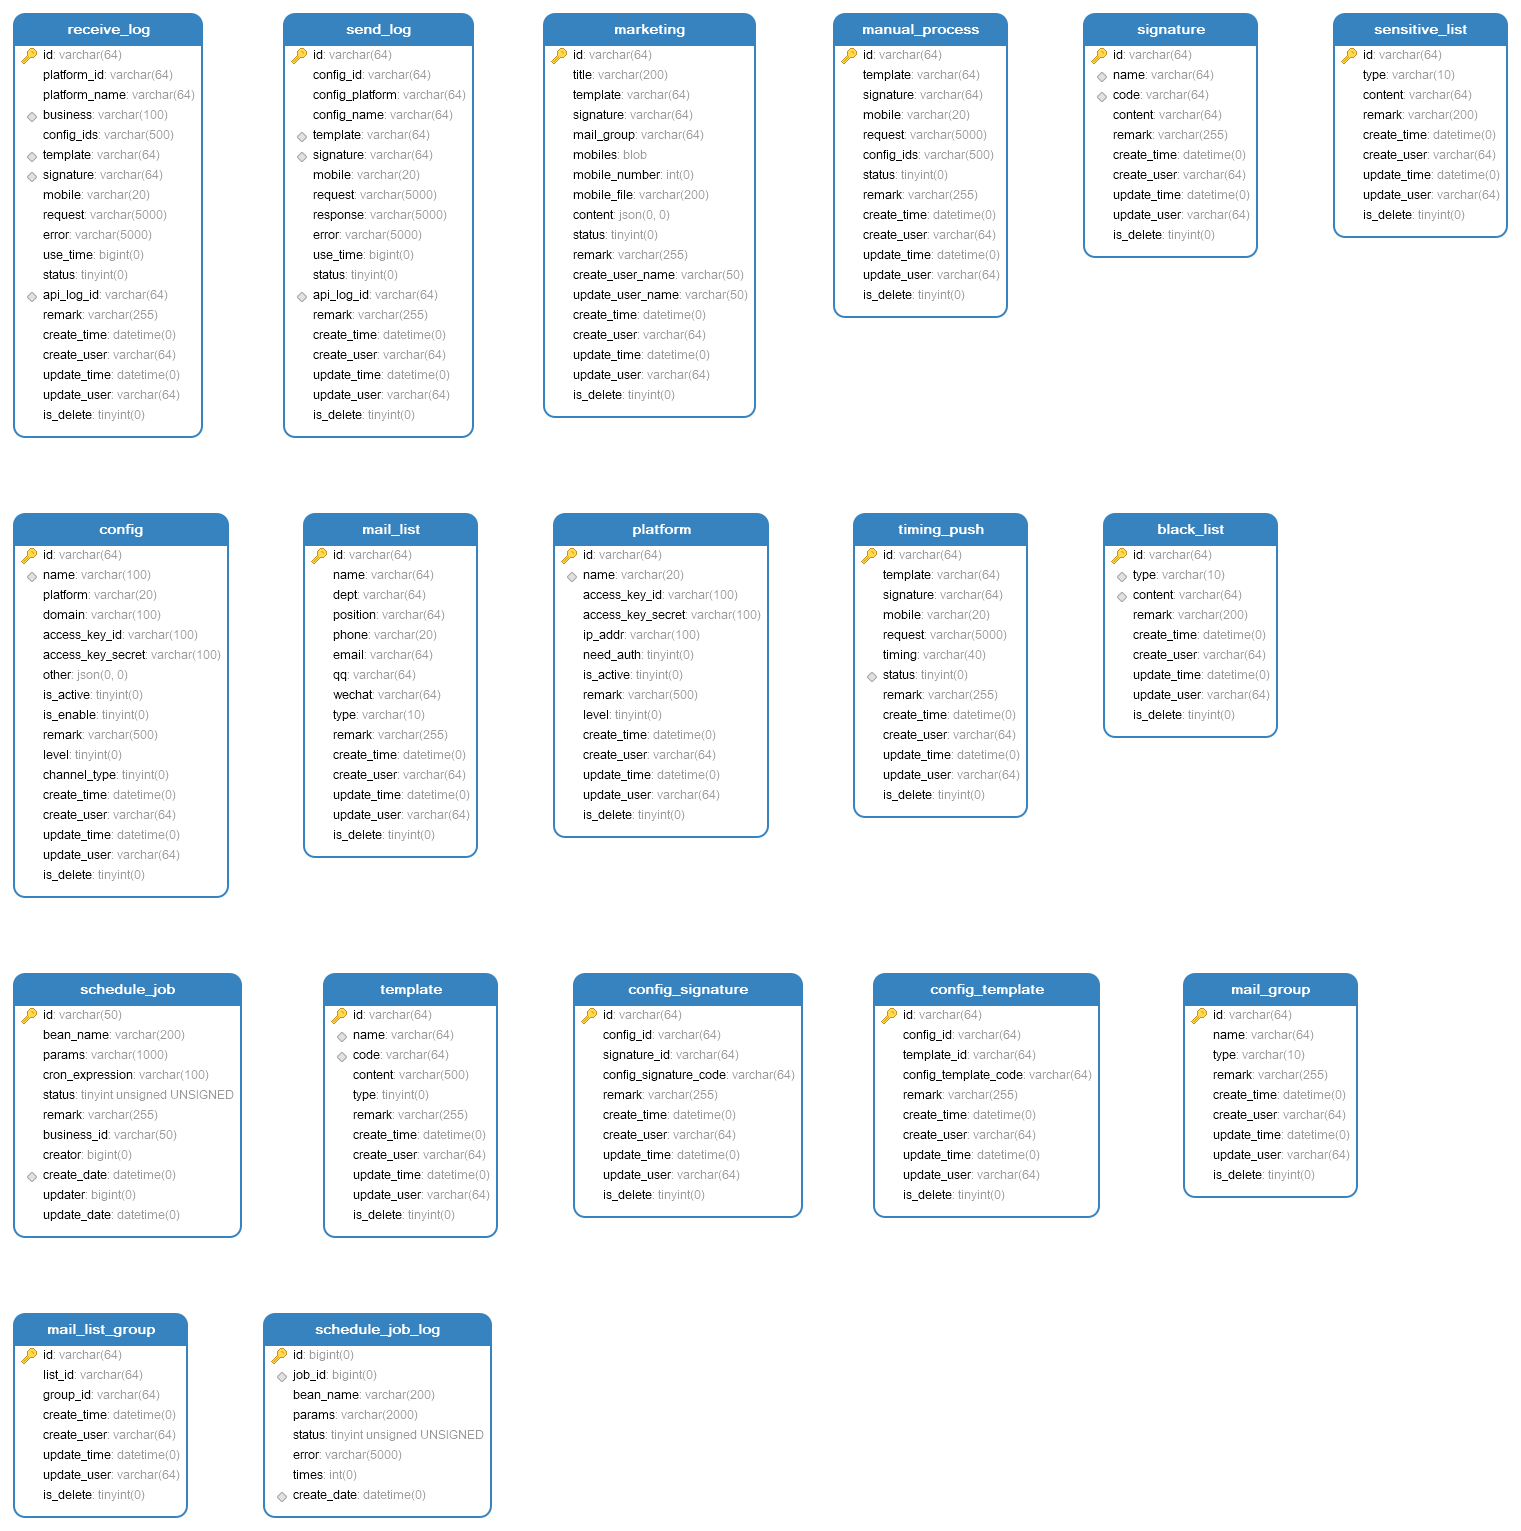 receive_log
id: varchar(64)
platform_id: varchar(64)
platform_name: varchar(64)
business: varchar(100)
config_ids: varchar(500)
template: varchar(64)
signature: varchar(64)
mobile: varchar(20)
request: varchar(5000)
error: varchar(5000)
use_time: bigint(0)
status: tinyint(0)
api_log_id: varchar(64)
remark: varchar(255)
create_time: datetime(0)
create_user: varchar(64)
update_time: datetime(0)
update_user: varchar(64)
is_delete: tinyint(0)
send_log
id: varchar(64)
config_id: varchar(64)
config_platform: varchar(64)
config_name: varchar(64)
template: varchar(64)
signature: varchar(64)
mobile: varchar(20)
request: varchar(5000)
response: varchar(5000)
error: varchar(5000)
use_time: bigint(0)
status: tinyint(0)
api_log_id: varchar(64)
remark: varchar(255)
create_time: datetime(0)
create_user: varchar(64)
update_time: datetime(0)
update_user: varchar(64)
is_delete: tinyint(0)
marketing
id: varchar(64)
title: varchar(200)
template: varchar(64)
signature: varchar(64)
mail_group: varchar(64)
mobiles: blob
mobile_number: int(0)
mobile_file: varchar(200)
content: json(0, 0)
status: tinyint(0)
remark: varchar(255)
create_user_name: varchar(50)
update_user_name: varchar(50)
create_time: datetime(0)
create_user: varchar(64)
update_time: datetime(0)
update_user: varchar(64)
is_delete: tinyint(0)
manual_process
id: varchar(64)
template: varchar(64)
signature: varchar(64)
mobile: varchar(20)
request: varchar(5000)
config_ids: varchar(500)
status: tinyint(0)
remark: varchar(255)
create_time: datetime(0)
create_user: varchar(64)
update_time: datetime(0)
update_user: varchar(64)
is_delete: tinyint(0)
signature
id: varchar(64)
name: varchar(64)
code: varchar(64)
content: varchar(64)
remark: varchar(255)
create_time: datetime(0)
create_user: varchar(64)
update_time: datetime(0)
update_user: varchar(64)
is_delete: tinyint(0)
sensitive_list
id: varchar(64)
type: varchar(10)
content: varchar(64)
remark: varchar(200)
create_time: datetime(0)
create_user: varchar(64)
update_time: datetime(0)
update_user: varchar(64)
is_delete: tinyint(0)
config
id: varchar(64)
name: varchar(100)
platform: varchar(20)
domain: varchar(100)
access_key_id: varchar(100)
access_key_secret: varchar(100)
other: json(0, 0)
is_active: tinyint(0)
is_enable: tinyint(0)
remark: varchar(500)
level: tinyint(0)
channel_type: tinyint(0)
create_time: datetime(0)
create_user: varchar(64)
update_time: datetime(0)
update_user: varchar(64)
is_delete: tinyint(0)
mail_list
id: varchar(64)
name: varchar(64)
dept: varchar(64)
position: varchar(64)
phone: varchar(20)
email: varchar(64)
qq: varchar(64)
wechat: varchar(64)
type: varchar(10)
remark: varchar(255)
create_time: datetime(0)
create_user: varchar(64)
update_time: datetime(0)
update_user: varchar(64)
is_delete: tinyint(0)
platform
id: varchar(64)
name: varchar(20)
access_key_id: varchar(100)
access_key_secret: varchar(100)
ip_addr: varchar(100)
need_auth: tinyint(0)
is_active: tinyint(0)
remark: varchar(500)
level: tinyint(0)
create_time: datetime(0)
create_user: varchar(64)
update_time: datetime(0)
update_user: varchar(64)
is_delete: tinyint(0)
timing_push
id: varchar(64)
template: varchar(64)
signature: varchar(64)
mobile: varchar(20)
request: varchar(5000)
timing: varchar(40)
status: tinyint(0)
remark: varchar(255)
create_time: datetime(0)
create_user: varchar(64)
update_time: datetime(0)
update_user: varchar(64)
is_delete: tinyint(0)
black_list
id: varchar(64)
type: varchar(10)
content: varchar(64)
remark: varchar(200)
create_time: datetime(0)
create_user: varchar(64)
update_time: datetime(0)
update_user: varchar(64)
is_delete: tinyint(0)
schedule_job
id: varchar(50)
bean_name: varchar(200)
params: varchar(1000)
cron_expression: varchar(100)
status: tinyint unsigned UNSIGNED
remark: varchar(255)
business_id: varchar(50)
creator: bigint(0)
create_date: datetime(0)
updater: bigint(0)
update_date: datetime(0)
template
id: varchar(64)
name: varchar(64)
code: varchar(64)
content: varchar(500)
type: tinyint(0)
remark: varchar(255)
create_time: datetime(0)
create_user: varchar(64)
update_time: datetime(0)
update_user: varchar(64)
is_delete: tinyint(0)
config_signature
id: varchar(64)
config_id: varchar(64)
signature_id: varchar(64)
config_signature_code: varchar(64)
remark: varchar(255)
create_time: datetime(0)
create_user: varchar(64)
update_time: datetime(0)
update_user: varchar(64)
is_delete: tinyint(0)
config_template
id: varchar(64)
config_id: varchar(64)
template_id: varchar(64)
config_template_code: varchar(64)
remark: varchar(255)
create_time: datetime(0)
create_user: varchar(64)
update_time: datetime(0)
update_user: varchar(64)
is_delete: tinyint(0)
mail_group
id: varchar(64)
name: varchar(64)
type: varchar(10)
remark: varchar(255)
create_time: datetime(0)
create_user: varchar(64)
update_time: datetime(0)
update_user: varchar(64)
is_delete: tinyint(0)
mail_list_group
id: varchar(64)
list_id: varchar(64)
group_id: varchar(64)
create_time: datetime(0)
create_user: varchar(64)
update_time: datetime(0)
update_user: varchar(64)
is_delete: tinyint(0)
schedule_job_log
id: bigint(0)
job_id: bigint(0)
bean_name: varchar(200)
params: varchar(2000)
status: tinyint unsigned UNSIGNED
error: varchar(5000)
times: int(0)
create_date: datetime(0)